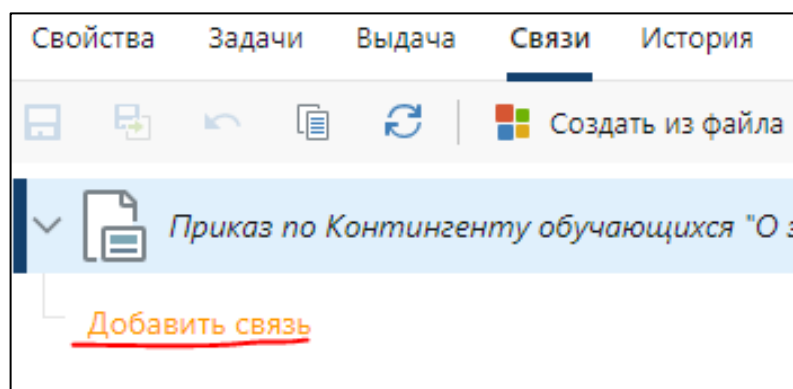 Свойства Задачи Выдача Связи История
Создать из файла
Приказ по Контингенту обучающихся "О з
Добавить связь